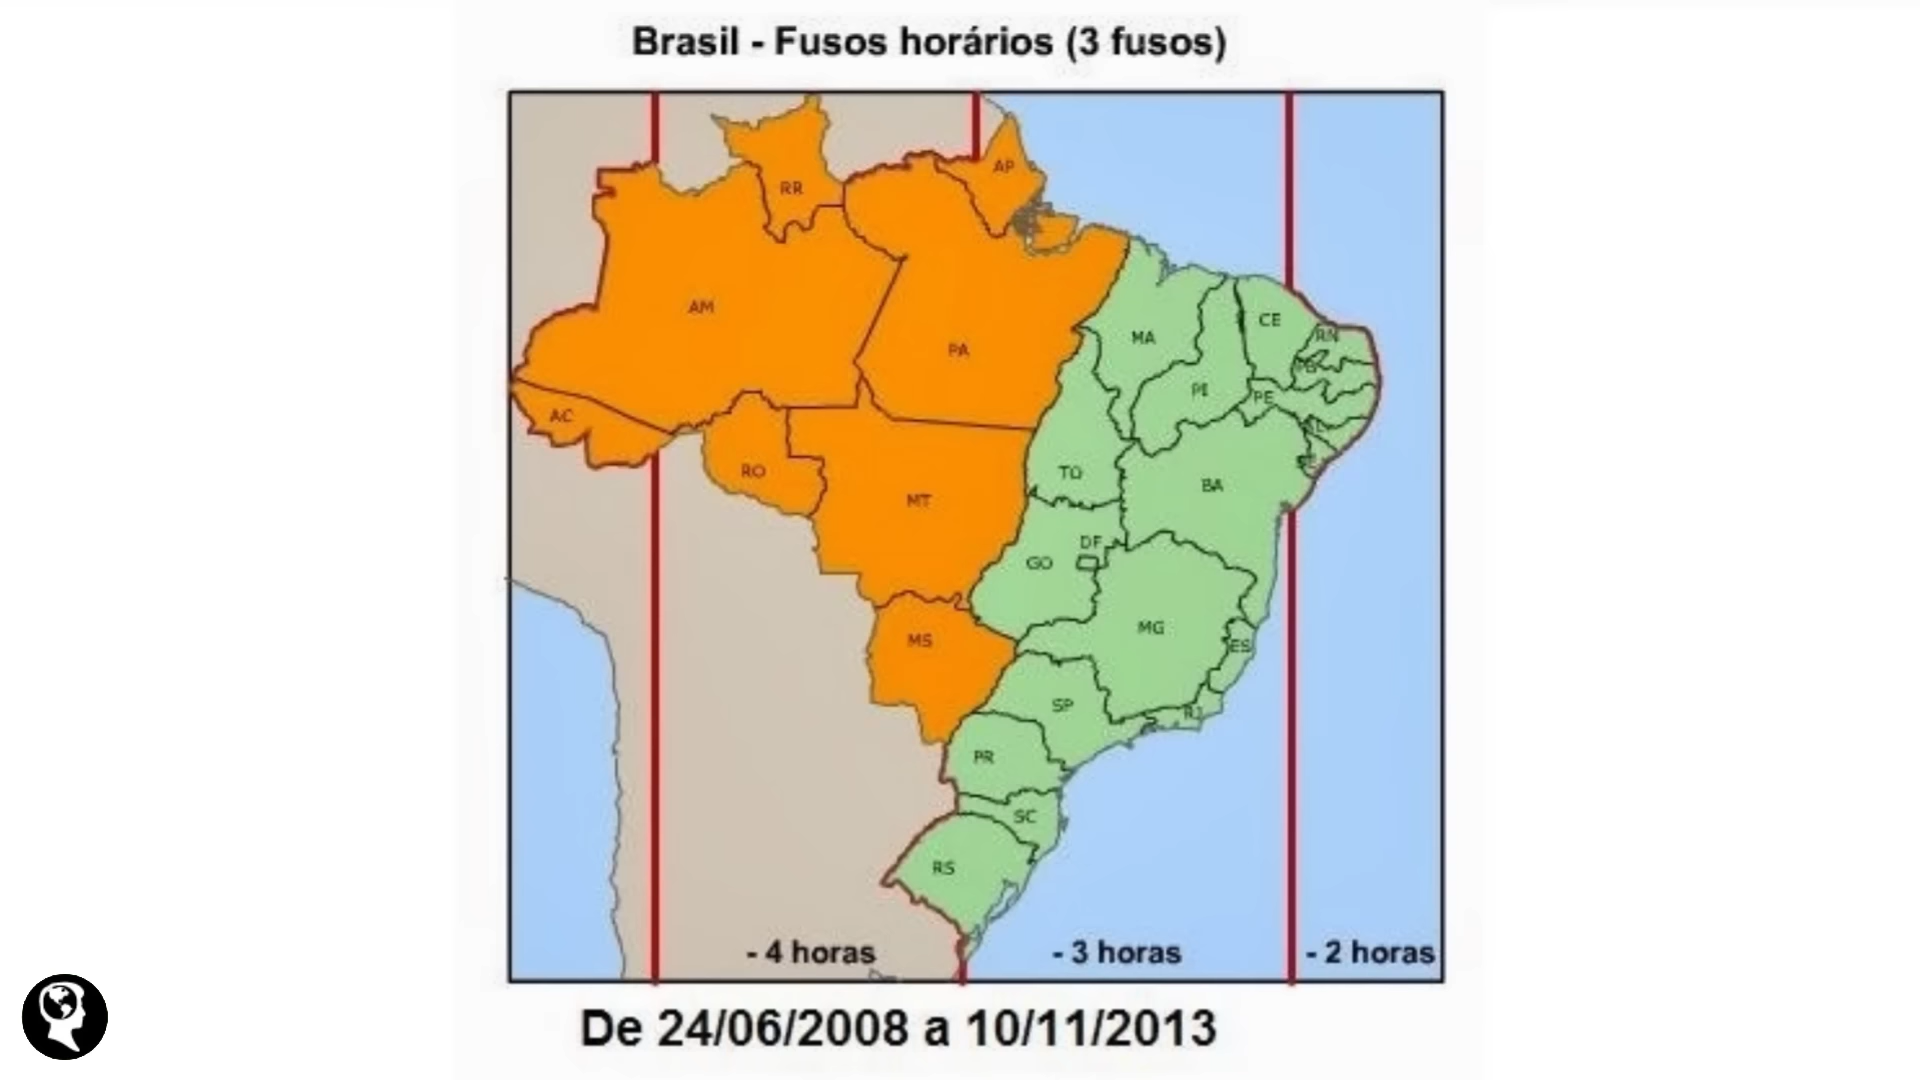 Brasil - Fusos horários (3 fusos)
AP
RR
AM
PA
CE
RN
MA
PB
PI
PE
AC
AL
SE
RO
TO
BA
MT
DF
GO
MG
MS
ES
SP
RJ
PR
SC
RS
- 4 horas
- 3 horas
- 2 horas
De 24/06/2008 a 10/11/2013